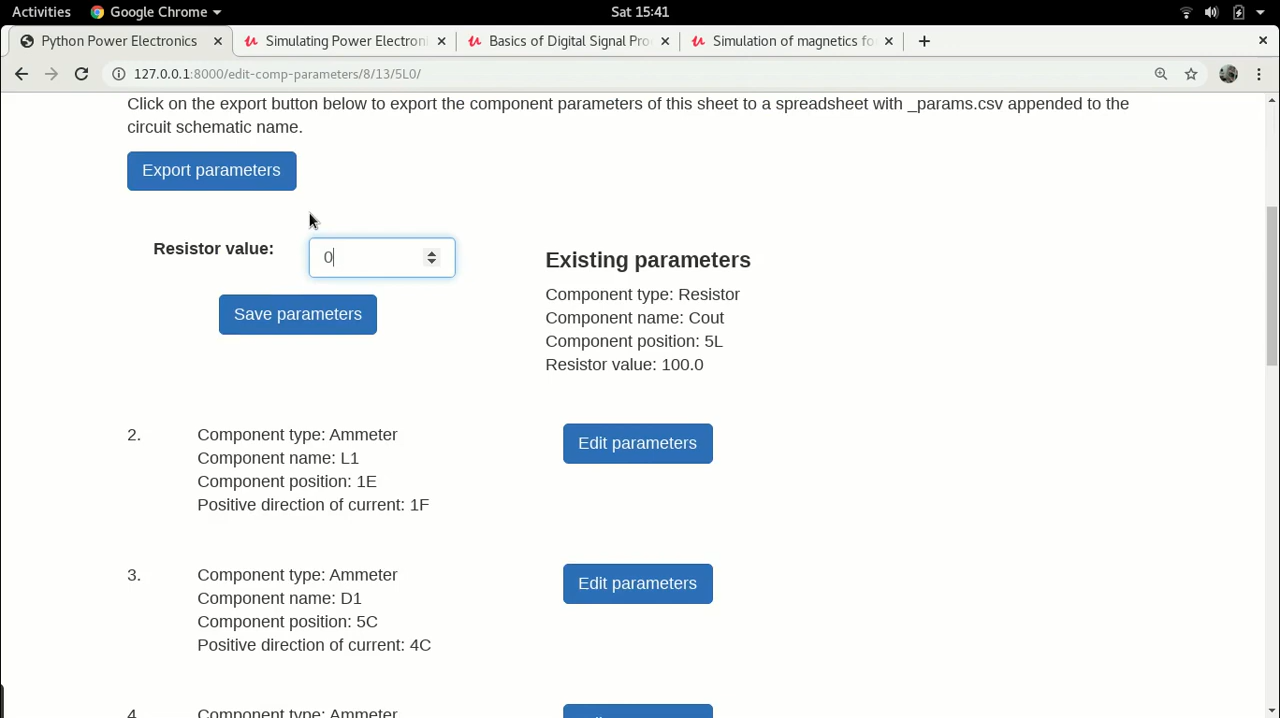 Activities
Google Chrome
Sat 15:41
Python Power Electronics
Simulating Power Electroni
Basics of Digital Signal Pro
Simulation of magnetics fo
127.0.0.1:8000/edit-comp-parameters/8/13/5L0/
Click on the export button below to export the component parameters of this sheet to a spreadsheet with _params.csv appended to the
circuit schematic name.
Export parameters
Resistor value:
0
Save parameters
Existing parameters
Component type: Resistor
Component name: Cout
Component position: 5L
Resistor value: 100.0
2.
Component type: Ammeter
Component name: L1
Component position: 1E
Positive direction of current: 1F
Edit parameters
3.
Component type: Ammeter
Component name: D1
Component position: 5C
Positive direction of current: 4C
Edit parameters
4.
Component type: Ammeter